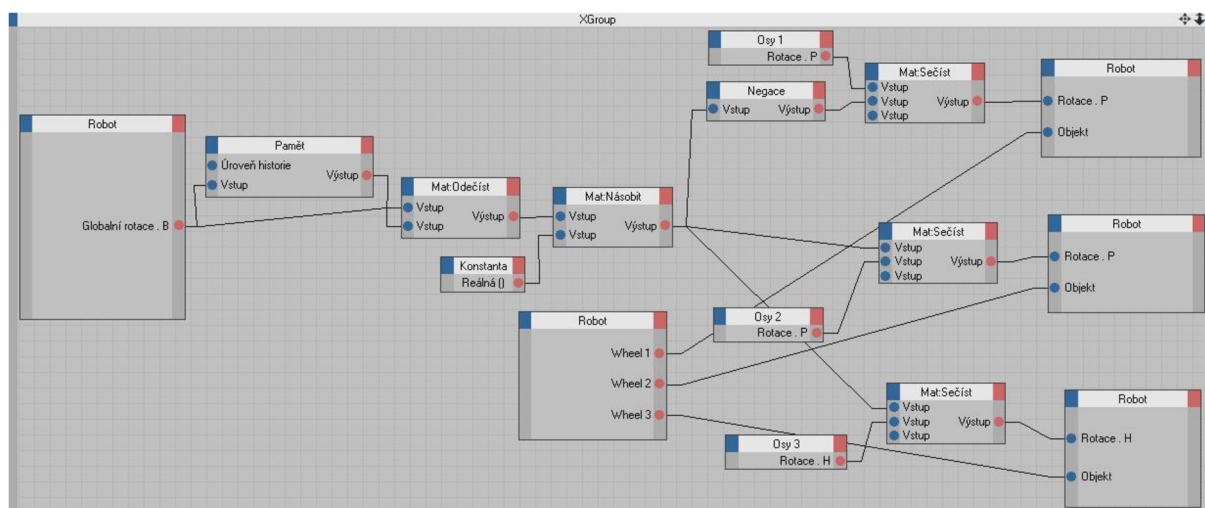 XGroup
Robot
Globalní rotace . B
Pamět
Úroveň historie
Vstup
Výstup
Mat:Odečíst
Vstup
Výstup
Vstup
Konstanta
Reálná ()
Mat:Násobit
Vstup
Výstup
Vstup
Robot
Wheel 1
Wheel 2
Wheel 3
Osy 1
Rotace . P
Negace
Vstup
Výstup
Mat:Sečíst
Vstup
Vstup
Výstup
Vstup
Robot
Rotace . P
Objekt
Osy 2
Rotace . P
Mat:Sečíst
Vstup
Vstup
Výstup
Vstup
Robot
Rotace . P
Objekt
Osy 3
Rotace . H
Mat:Sečíst
Vstup
Vstup
Výstup
Vstup
Robot
Rotace . H
Objekt